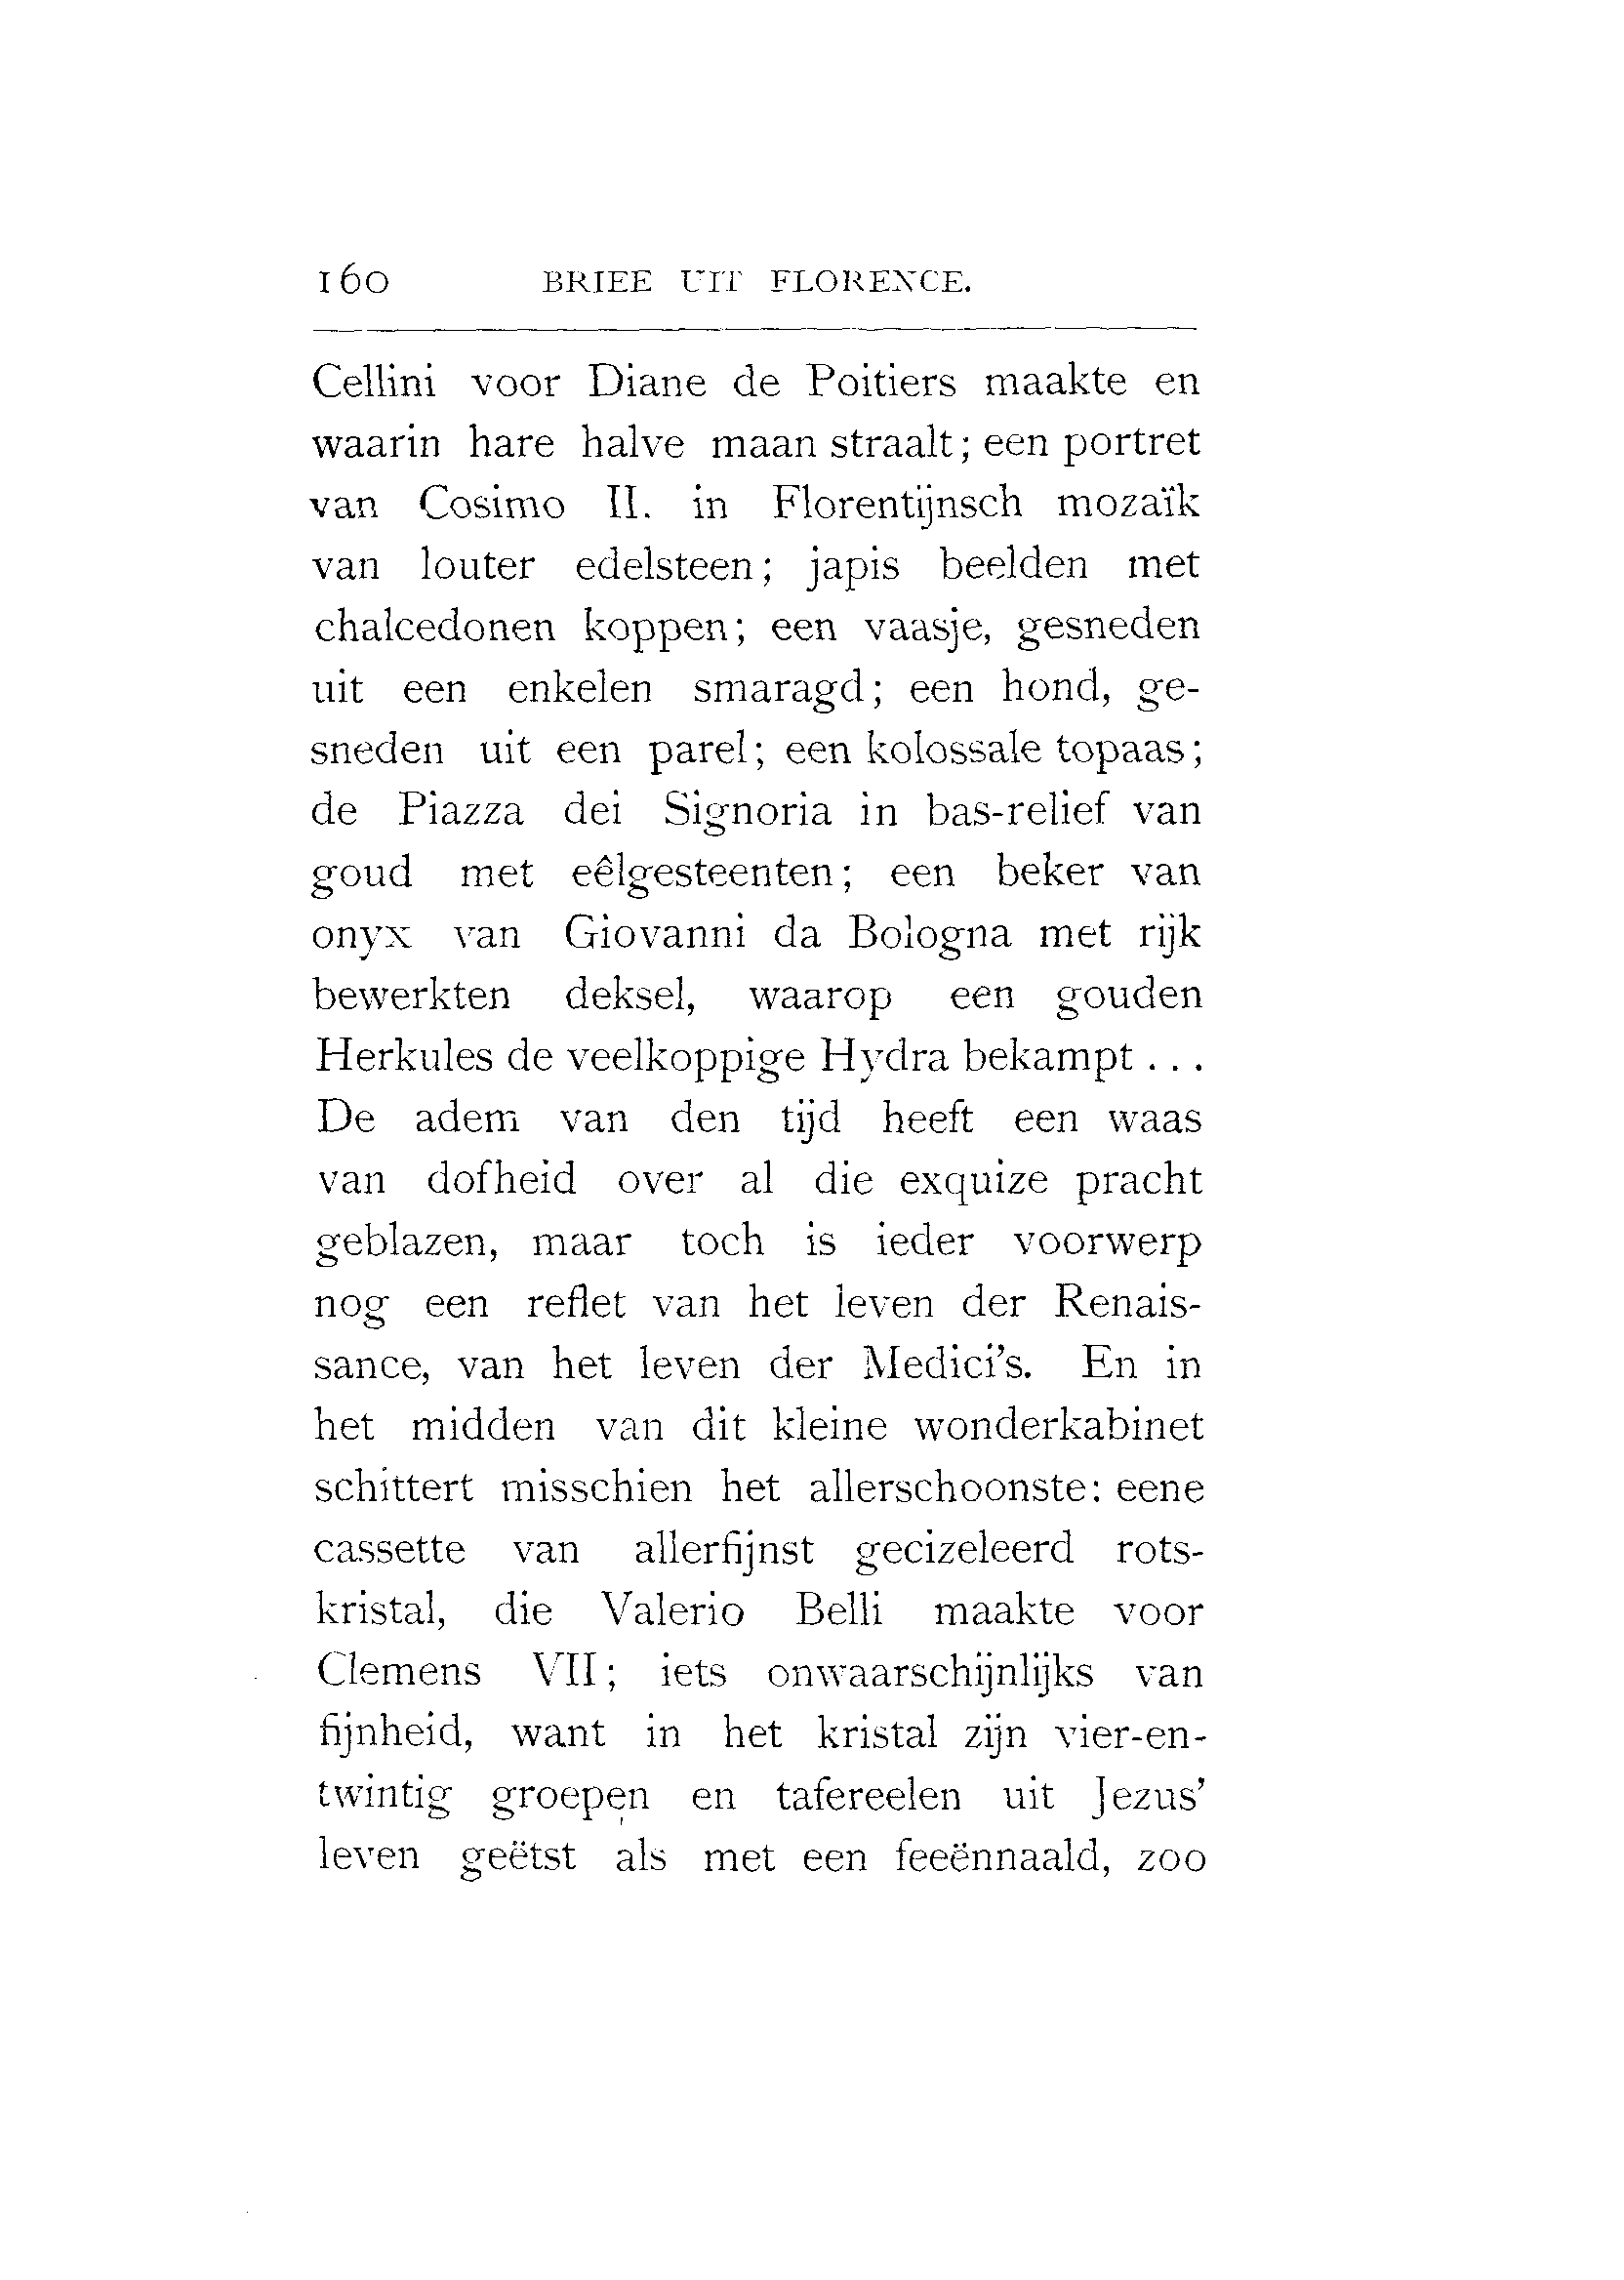 160 BRIEF UIT FLORENCE.
Cellini voor Diane de Poitiers maakte en
waarin hare halve maan straalt; een portret
van Cosimo II. in Florentijnsch mozaïk
van louter edelsteen; japis beelden met
chalcedonen koppen; een vaasje, gesneden
uit een enkelen smaragd; een hond, ge-
sneden uit een parel; een kolossale topaas;
de Piazza dei Signoria in bas-relief van
goud met eêlgesteenten; een beker van
onyx van Giovanni da Bologna met rijk
bewerkten deksel, waarop een gouden
Herkules de veelkoppige Hydra bekampt...
De adem van den tijd heeft een waas
van dofheid over al die exquize pracht
geblazen, maar toch is ieder voorwerp
nog een reflet van het leven der Renais-
sance, van het leven der Medici's. En in
het midden van dit kleine wonderkabinet
schittert misschien het allerschoonste: eene
cassette van allerfijnst gecizeleerd rots-
kristal, die Valerio Belli maakte voor
Clemens VII; iets onwaarschijnlijks van
fijnheid, want in het kristal zijn vier-en-
twintig groepen en tafereelen uit Jezus'
leven geëtst als met een feeënnaald, zoo